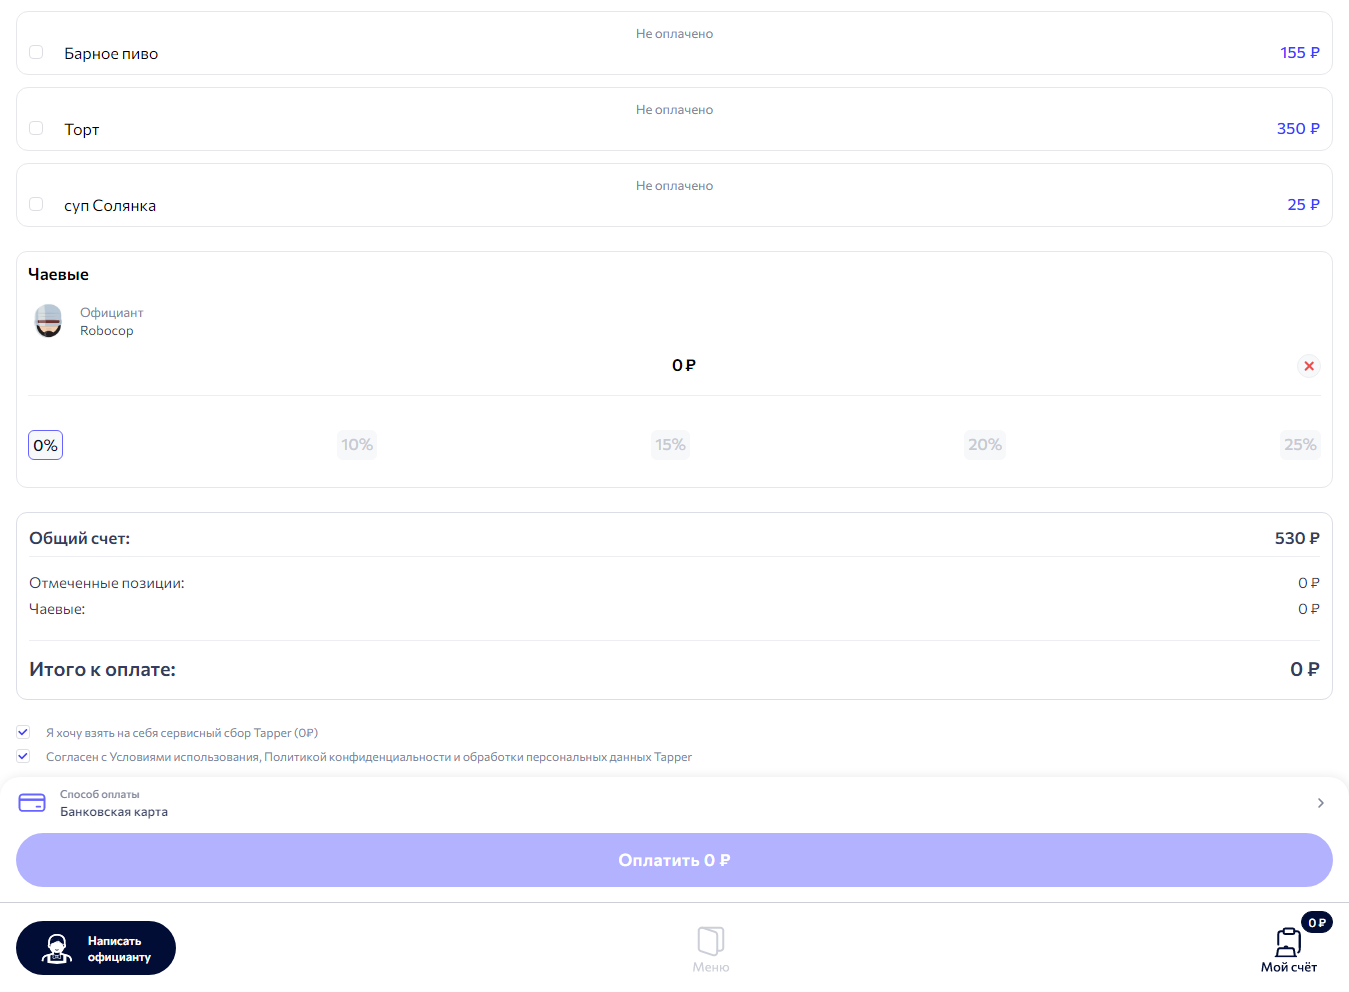 Не оплачено
Барное пиво
155 ₽
Не оплачено
Торт
350 ₽
Не оплачено
суп Солянка
25 ₽
Чаевые
Официант
Robocop
0 ₽
0% 10% 15% 20% 25%
Общий счет: 530 ₽
Отмеченные позиции: 0 ₽
Чаевые: 0 ₽
Итого к оплате: 0 ₽
Я хочу взять на себя сервисный сбор Tapper (0₽)
Согласен с Условиями использования, Политикой конфиденциальности и обработки персональных данных Tapper
Способ оплаты
Банковская карта
Оплатить 0 ₽
Написать
официанту
Меню
0 ₽
Мой счёт